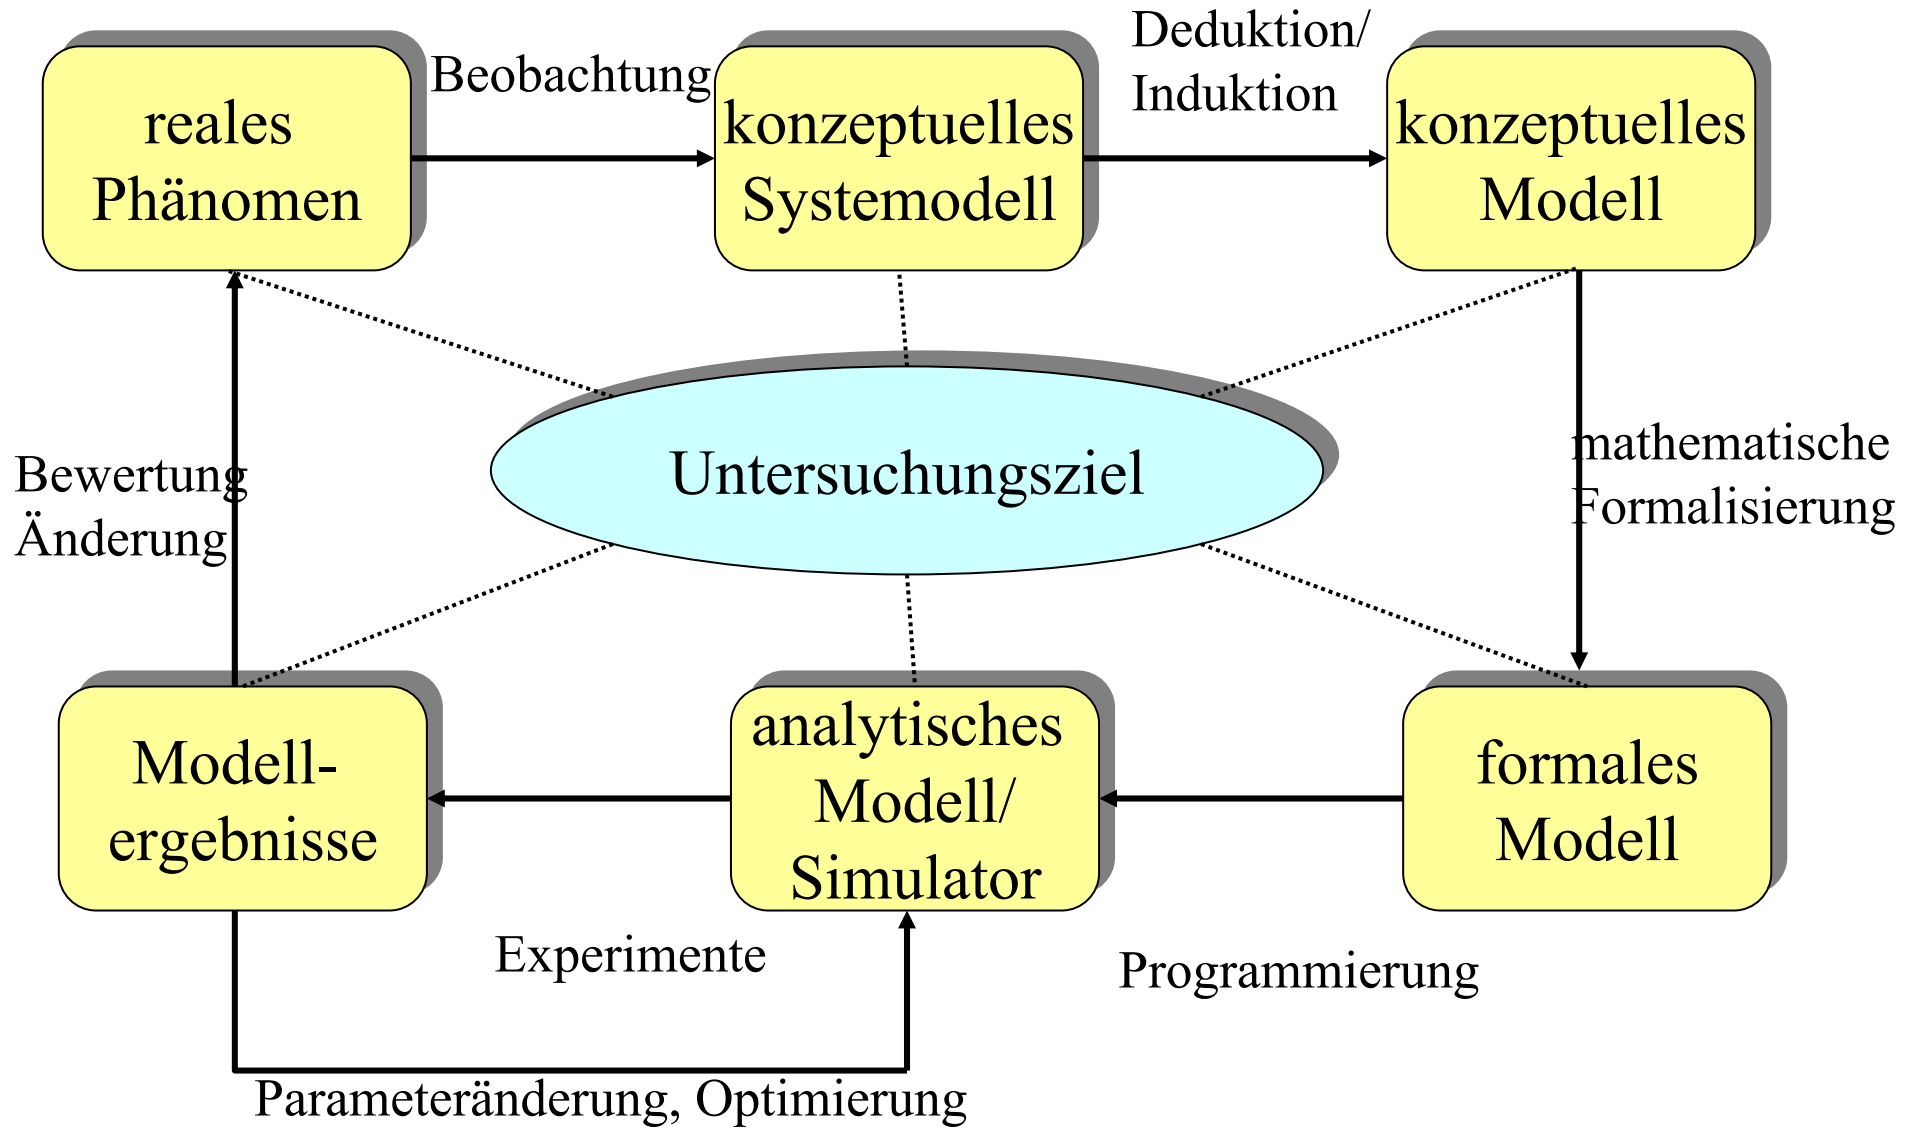 reales
Phänomen
Beobachtung
konzeptuelles
Systemodell
Deduktion/
Induktion
konzeptuelles
Modell
Untersuchungsziel
Bewertung
Änderung
mathematische
Formalisierung
Modell-
ergebnisse
analytisches
Modell/
Simulator
formales
Modell
Experimente
Programmierung
Parameteränderung, Optimierung